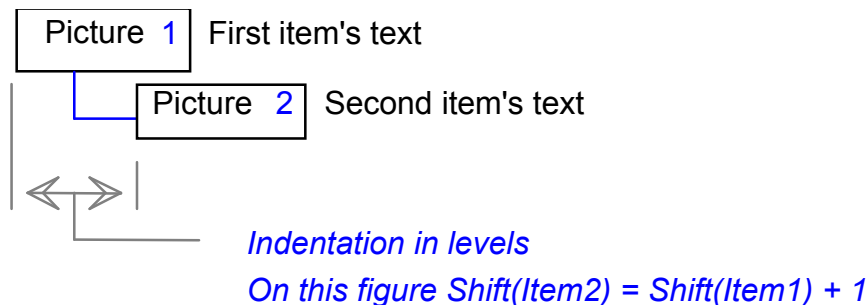 Picture 1 First item's text
Picture 2 Second item's text
Indentation in levels
On this figure Shift(Item2) = Shift(Item1) + 1